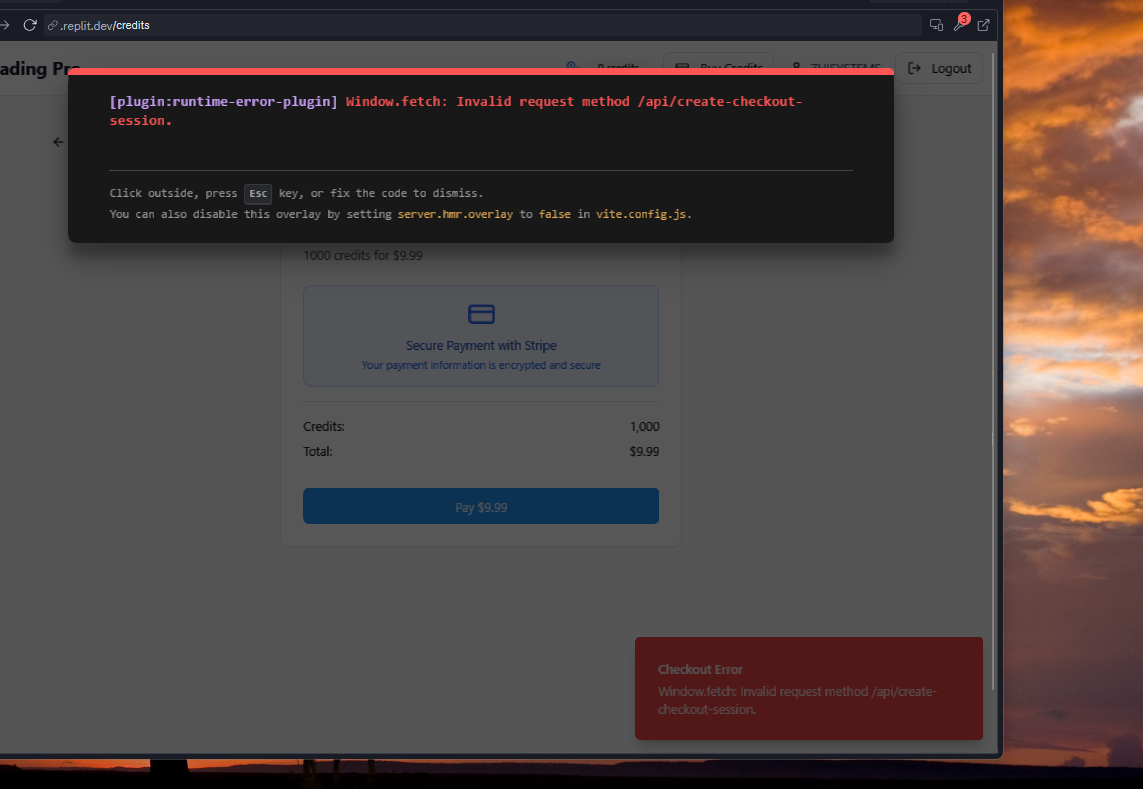 .replit.dev/credits
3
ading Pro
0 credits
Buy Credits
ZHISYSTEMS
Logout
[plugin:runtime-error-plugin] Window.fetch: Invalid request method /api/create-checkout-
session.
Click outside, press Esc key, or fix the code to dismiss.
You can also disable this overlay by setting server.hmr.overlay to false in vite.config.js.
1000 credits for $9.99
Secure Payment with Stripe
Your payment information is encrypted and secure
Credits: 1,000
Total: $9.99
Pay $9.99
Checkout Error
Window.fetch: Invalid request method /api/create-
checkout-session.